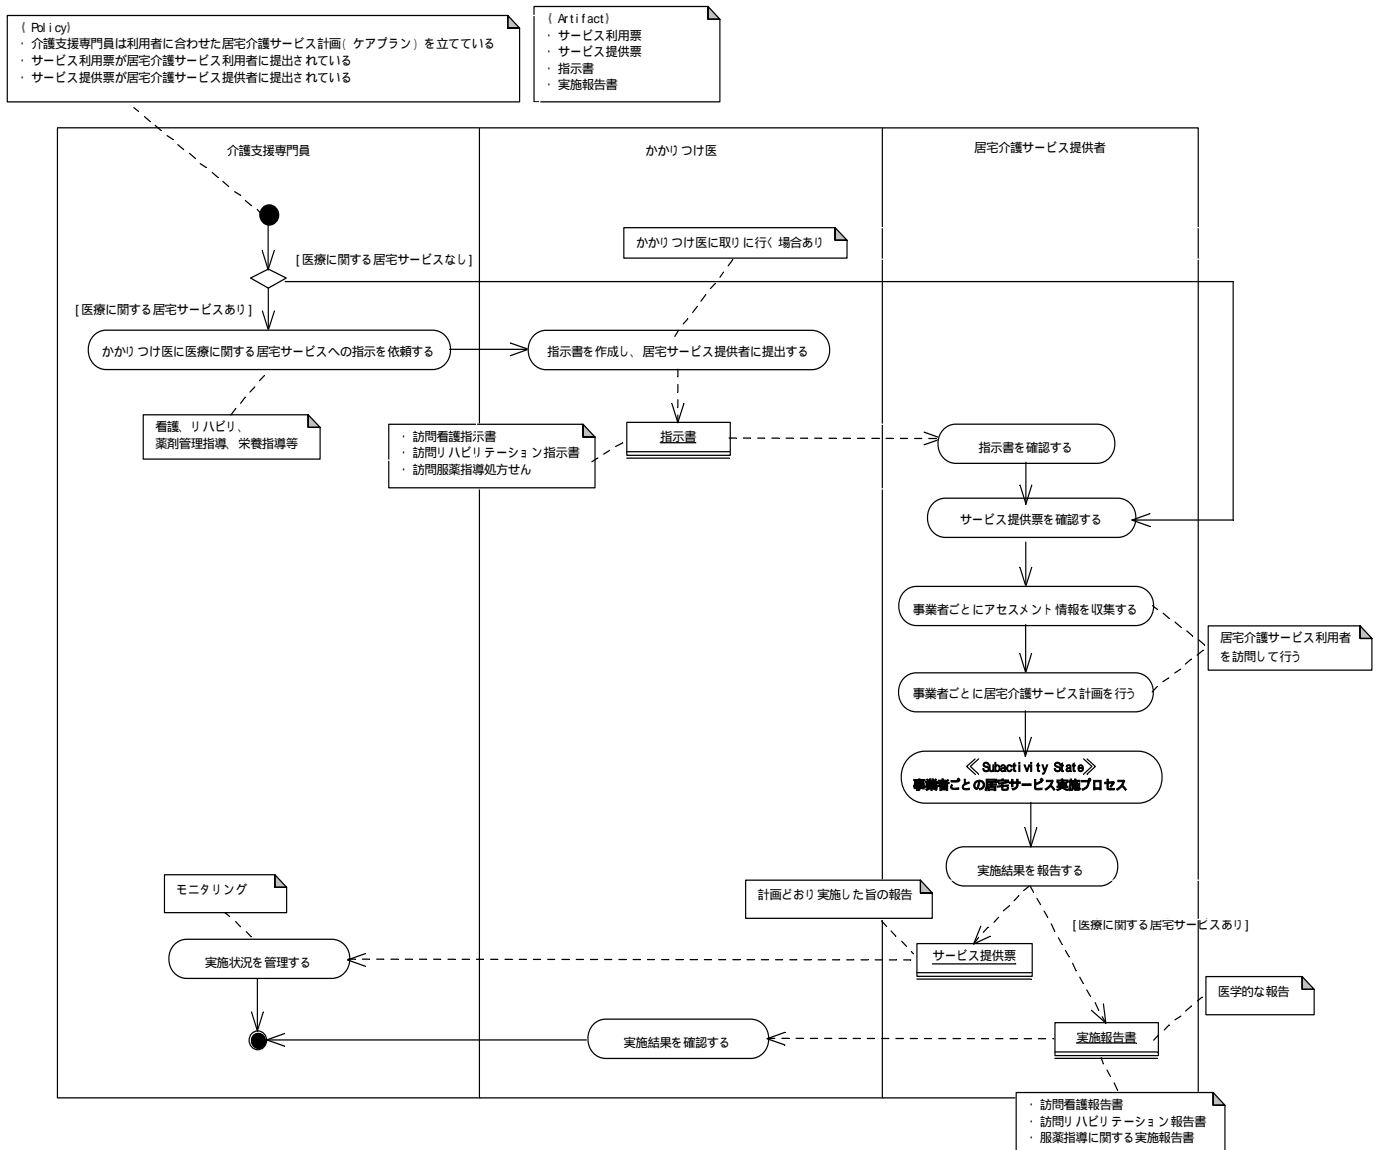 ( Policy)
・ 介護支援専門員は利用者に合わせた居宅介護サービス計画( ケアプラン) を立てている
・ サービス利用票が居宅介護サービス利用者に提出されている
・ サービス提供票が居宅介護サービス提供者に提出されている
( Artifact)
・ サービス利用票
・ サービス提供票
・ 指示書
・ 実施報告書
介護支援専門員
かかりつけ医
居宅介護サービス提供者
かかりつけ医に取りに行く場合あり
[医療に関する居宅サービスなし]
[医療に関する居宅サービスあり]
かかりつけ医に医療に関する居宅サービスへの指示を依頼する
指示書を作成し、居宅サービス提供者に提出する
看護、リハビリ、
薬剤管理指導、栄養指導等
・ 訪問看護指示書
・ 訪問リハビリテーション指示書
・ 訪問服薬指導処方せん
指示書
指示書を確認する
サービス提供票を確認する
事業者ごとにアセスメント情報を収集する
居宅介護サービス利用者
を訪問して行う
事業者ごとに居宅介護サービス計画を行う
≪Subactivity State≫
事業者ごとの居宅サービス実施プロセス
実施結果を報告する
モニタリング
計画どおり実施した旨の報告
[医療に関する居宅サービスあり]
実施状況を管理する
サービス提供票
医学的な報告
実施結果を確認する
実施報告書
・ 訪問看護報告書
・ 訪問リハビリテーション報告書
・ 服薬指導に関する実施報告書